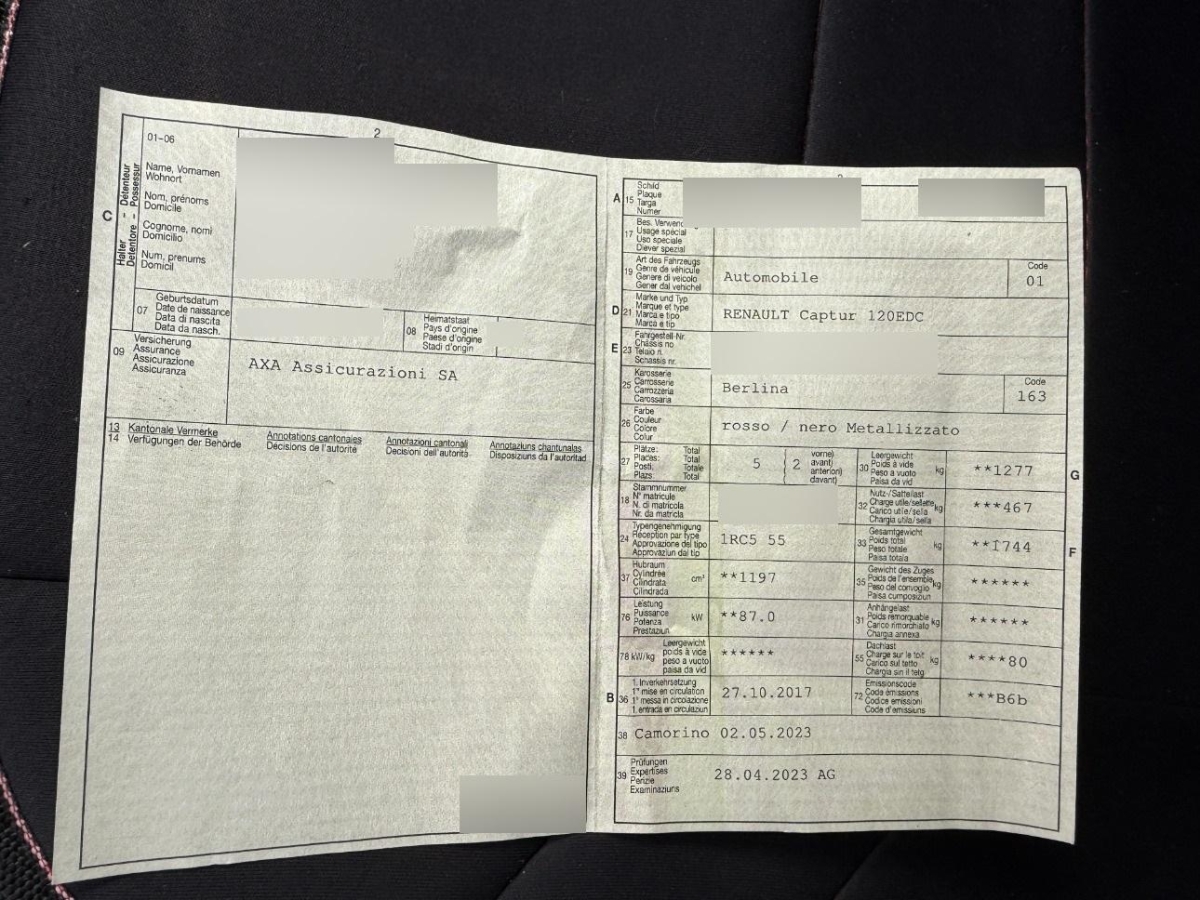 2
01-06
Name, Vornamen
Wohnort
Nom, prénoms
Domicile
Cognome, nomi
Domicilio
Num, prenums
Domicil
C
Halter - Détenteur
Detentore - Possessur
07
Geburtsdatum
Date de naissance
Data di nascita
Data da nasch.
08
Heimatstaat
Pays d'origine
Paese d'origine
Stadi d'origin
09
Versicherung
Assurance
Assicurazione
Assicuranza
AXA Assicurazioni SA
13 Kantonale Vermerke
14 Verfügungen der Behörde
Annotations cantonales
Décisions de l'autorité
Annotazioni cantonali
Decisioni dell'autorità
Annotaziuns chantunalas
Disposiziuns da l'autoritad
A
15
Schild
Plaque
Targa
Numer
17
Bes.
Usage spécial
Uso speciale
Diever spezial
19
Art des Fahrzeugs
Genre de véhicule
Genere di veicolo
Gener dal vehichel
Automobile
Code
01
D
21
Marke und Typ
Marque et type
Marca e tipo
Marca e tip
RENAULT Captur 120EDC
E
23
Fahrgestell-Nr.
Châssis no
Telaio n.
Schassis nr.
25
Karosserie
Carrosserie
Carrozzeria
Carossaria
Berlina
Code
163
26
Farbe
Couleur
Colore
Colur
rosso / nero Metallizzato
27
Plätze: Total
Places: Total
Posti: Totale
Plazs: Total
5
2
vorne)
avant)
anteriori)
davant)
30
Leergewicht
Poids à vide
Peso a vuoto
Paisa da vid
kg
**1277
G
18
Stammnummer
N° matricule
N. di matricola
Nr. da matricla
32
Nutz-/Sattellast
Charge utile/sellette
Carico utile/sella
Chargia utila/sella
kg
***467
24
Typengenehmigung
Réception par type
Approvazione del tipo
Approvaziun dal tip
1RC5 55
33
Gesamtgewicht
Poids total
Peso totale
Paisa totala
kg
**1744
F
37
Hubraum
Cylindrée
Cilindrata
Cilindrada
cm³
**1197
35
Gewicht des Zuges
Poids de l'ensemble
Peso del convoglio
Paisa cumposiziun
kg
******
76
Leistung
Puissance
Potenza
Prestaziun
kW
**87.0
31
Anhängelast
Poids remorquable
Carico rimorchiato
Chargia annexa
kg
******
78 kW/kg
Leergewicht
poids à vide
peso a vuoto
paisa da vid
******
55
Dachlast
Charge sur le toit
Carico sul tetto
Chargia sin il tetg
kg
****80
B
36
1. Inverkehrsetzung
1re mise en circulation
1a messa in circolazione
1. entrada en circulaziun
27.10.2017
72
Emissionscode
Code émissions
Codice emissioni
Code d'emissiuns
***B6b
38 Camorino 02.05.2023
39
Prüfungen
Expertises
Perizie
Examinaziuns
28.04.2023 AG